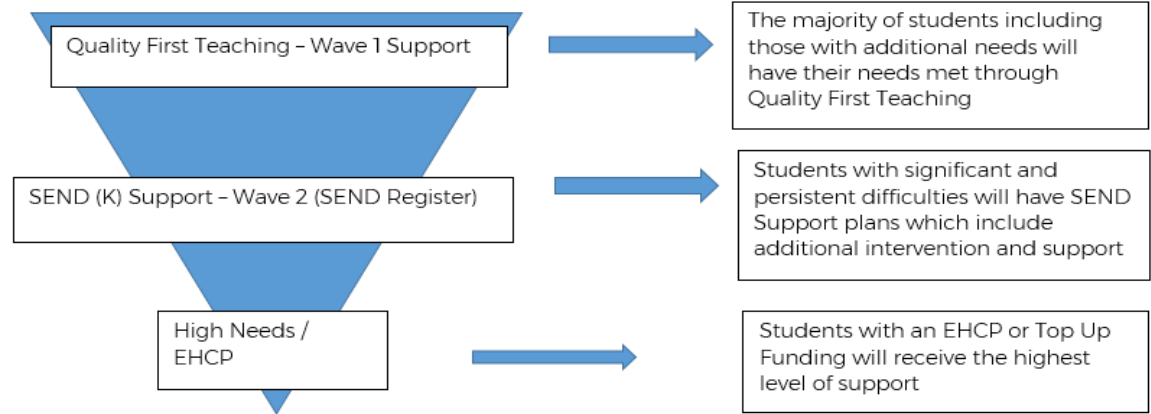 Quality First Teaching – Wave 1 Support
The majority of students including
those with additional needs will
have their needs met through
Quality First Teaching
SEND (K) Support – Wave 2 (SEND Register)
Students with significant and
persistent difficulties will have SEND
Support plans which include
additional intervention and support
High Needs /
EHCP
Students with an EHCP or Top Up
Funding will receive the highest
level of support